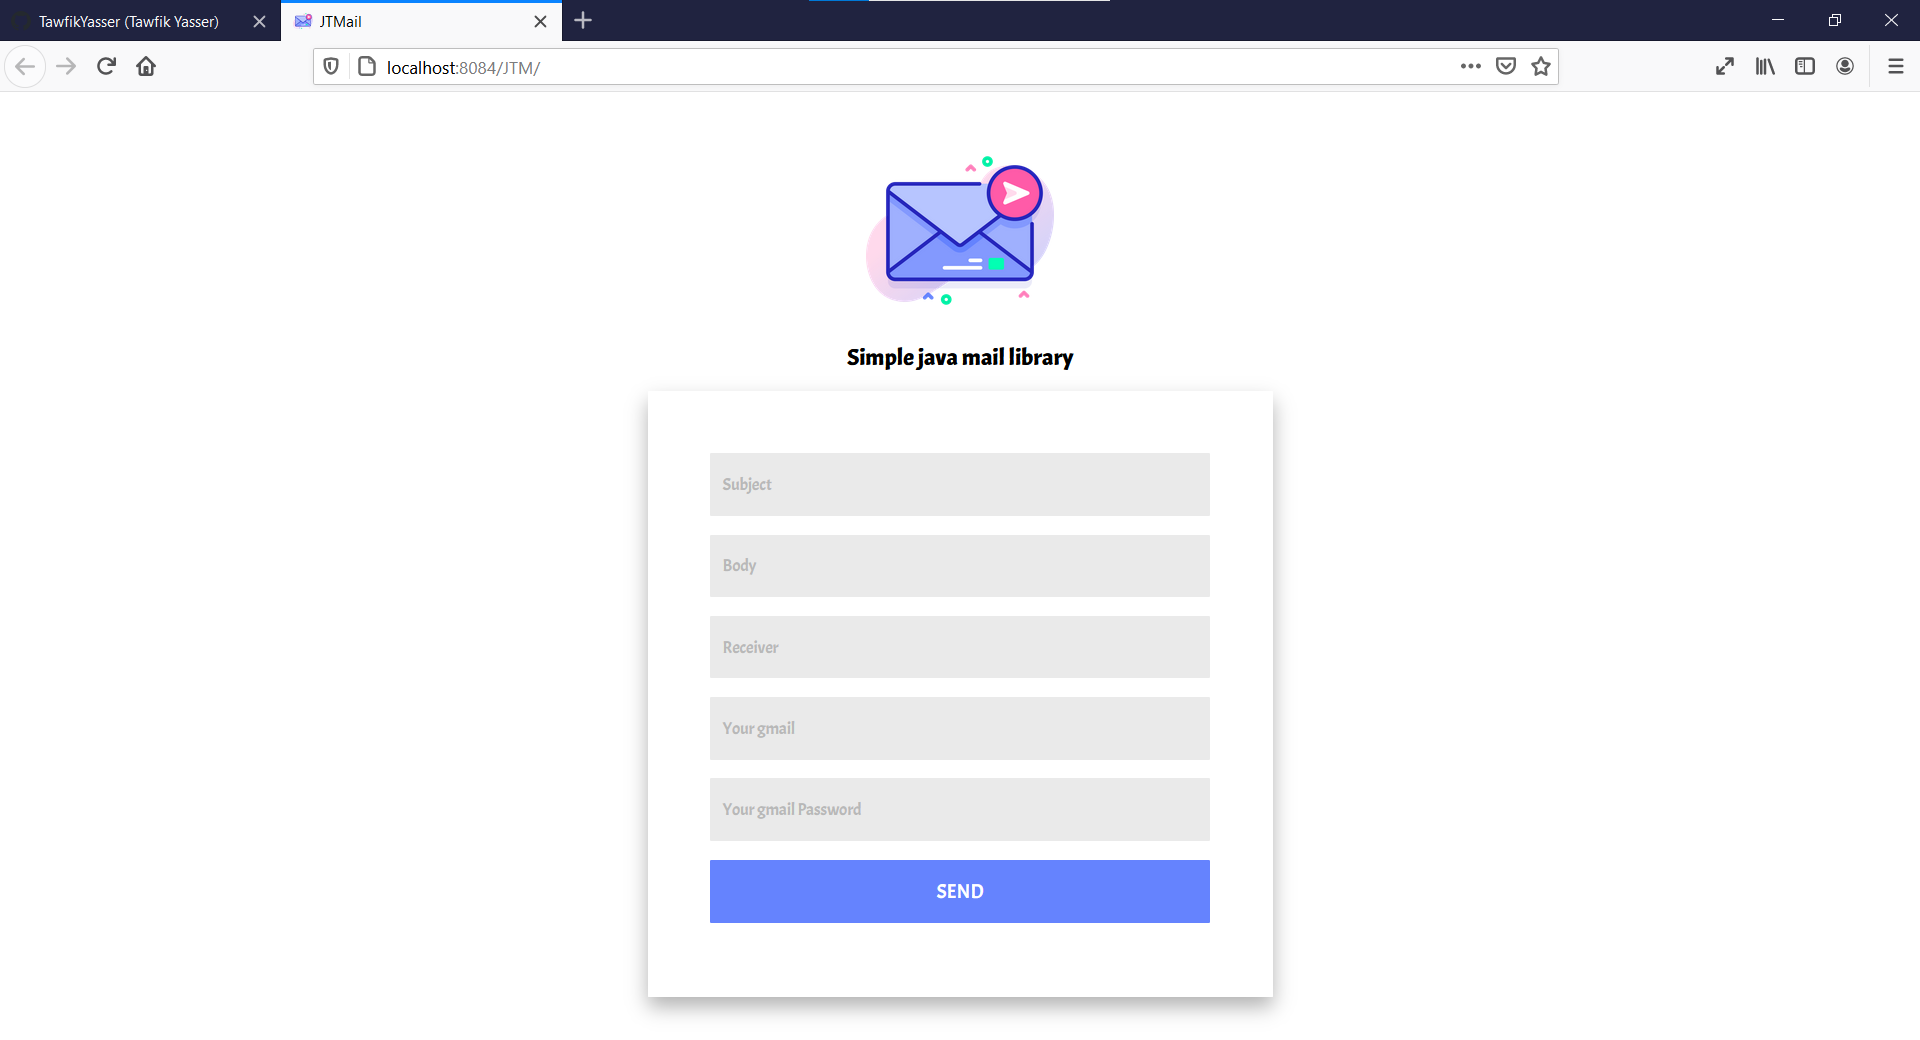 TawfikYasser (Tawfik Yasser)
JTMail
localhost:8084/JTM/
Simple java mail library
Subject
Body
Receiver
Your gmail
Your gmail Password
SEND